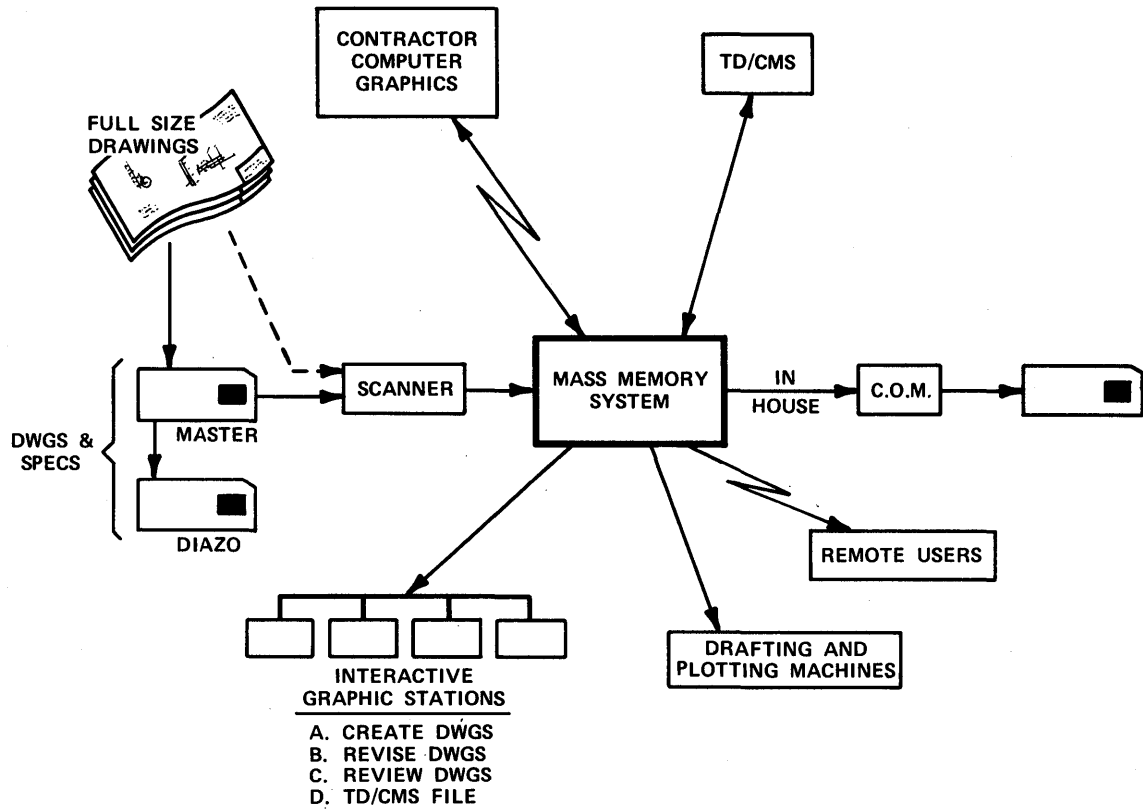 CONTRACTOR
COMPUTER
GRAPHICS
TD/CMS
FULL SIZE
DRAWINGS
DWGS &
SPECS
MASTER
DIAZO
SCANNER
MASS MEMORY
SYSTEM
IN
HOUSE
C.O.M.
REMOTE USERS
DRAFTING AND
PLOTTING MACHINES
INTERACTIVE
GRAPHIC STATIONS
A. CREATE DWGS
B. REVISE DWGS
C. REVIEW DWGS
D. TD/CMS FILE